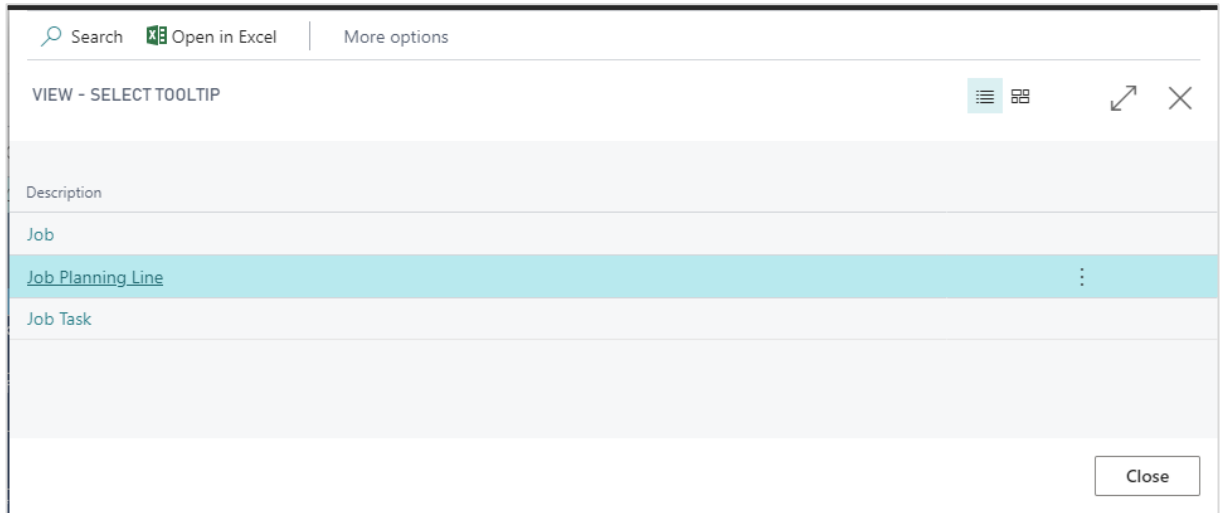 Search Open in Excel More options
VIEW - SELECT TOOLTIP
Description
Job
Job Planning Line
Job Task
Close